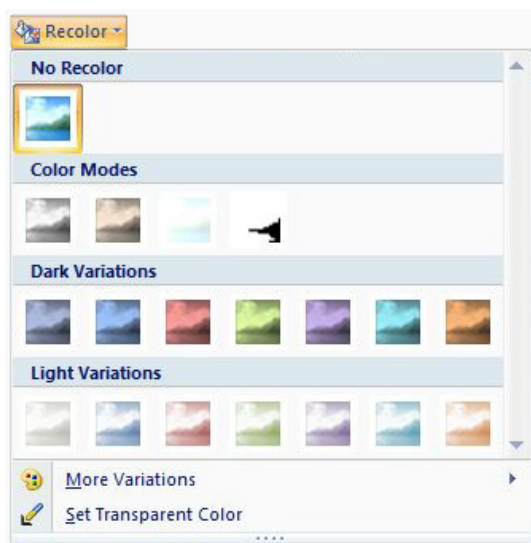 Recolor
No Recolor
Color Modes
Dark Variations
Light Variations
More Variations
Set Transparent Color